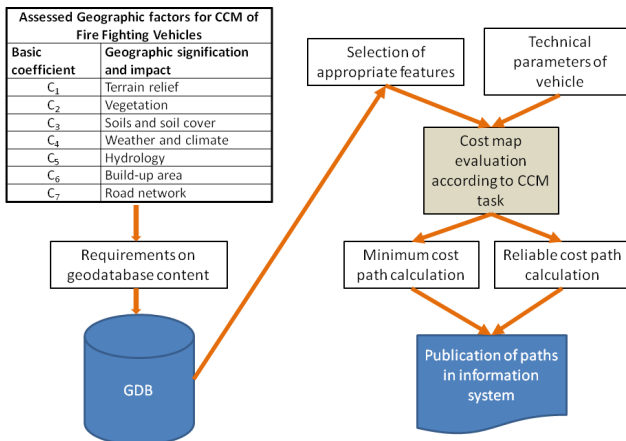 Assessed Geographic factors for CCM of
Fire Fighting Vehicles
Basic coefficient Geographic signification and impact
C1 Terrain relief
C2 Vegetation
C3 Soils and soil cover
C4 Weather and climate
C5 Hydrology
C6 Build-up area
C7 Road network
Requirements on
geodatabase content
GDB
Selection of
appropriate features
Technical
parameters of
vehicle
Cost map
evaluation
according to CCM
task
Minimum cost
path calculation
Reliable cost path
calculation
Publication of paths
in information
system